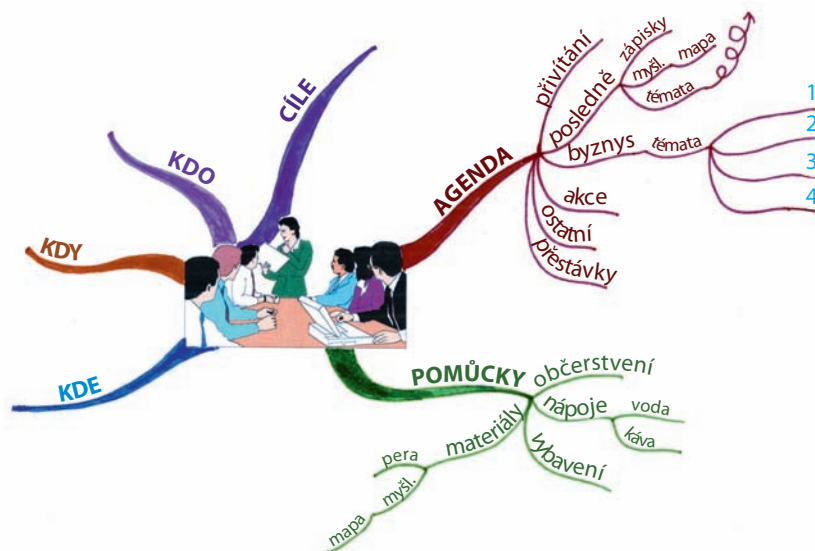 CÍLE
KDO
KDY
KDE
AGENDA
přivítání
posledně
zápisky
myšl.
mapa
témata
byznys
témata
1
2
3
4
akce
ostatní
přestávky
POMŮCKY
občerstvení
nápoje
voda
káva
vybavení
materiály
pera
myšl.
mapa